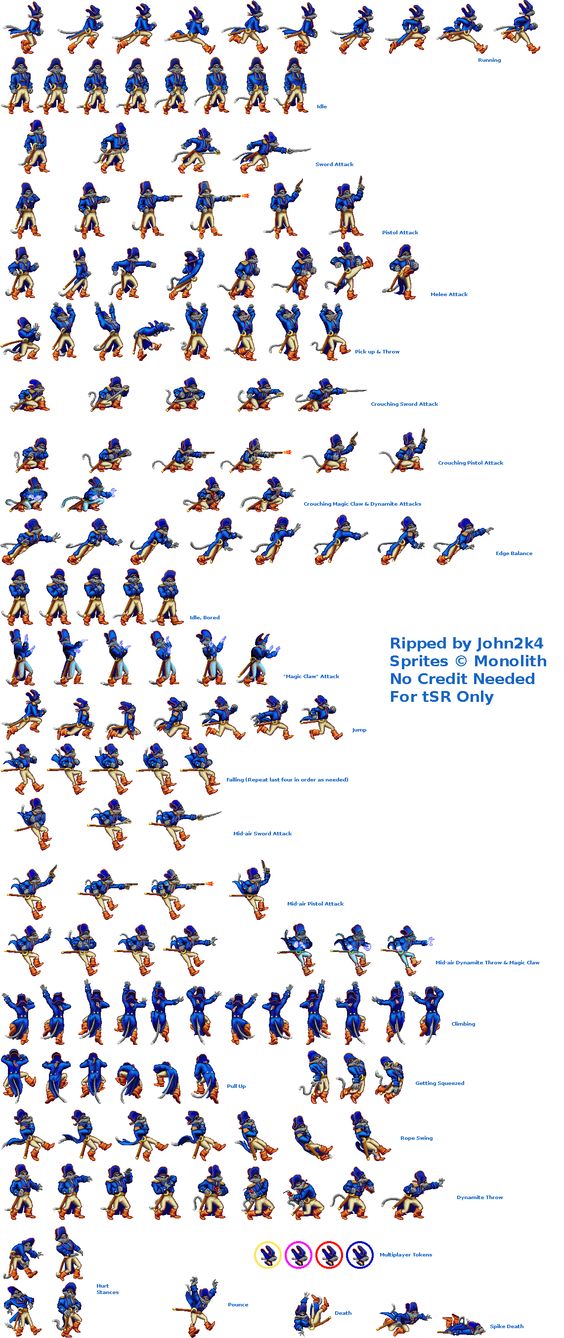 Running
Idle
Sword Attack
Pistol Attack
Melee Attack
Pick up & Throw
Crouching Sword Attack
Crouching Pistol Attack
Crouching Magic Claw & Dynamite Attacks
Edge Balance
Idle, Bored
Ripped by John2k4
Sprites © Monolith
No Credit Needed
For tSR Only
"Magic Claw" Attack
Jump
Falling (Repeat last four in order as needed)
Mid-air Sword Attack
Mid-air Pistol Attack
Mid-air Dynamite Throw & Magic Claw
Climbing
Pull Up
Getting Squeezed
Rope Swing
Dynamite Throw
Multiplayer Tokens
Hurt
Stances
Pounce
Death
Spike Death